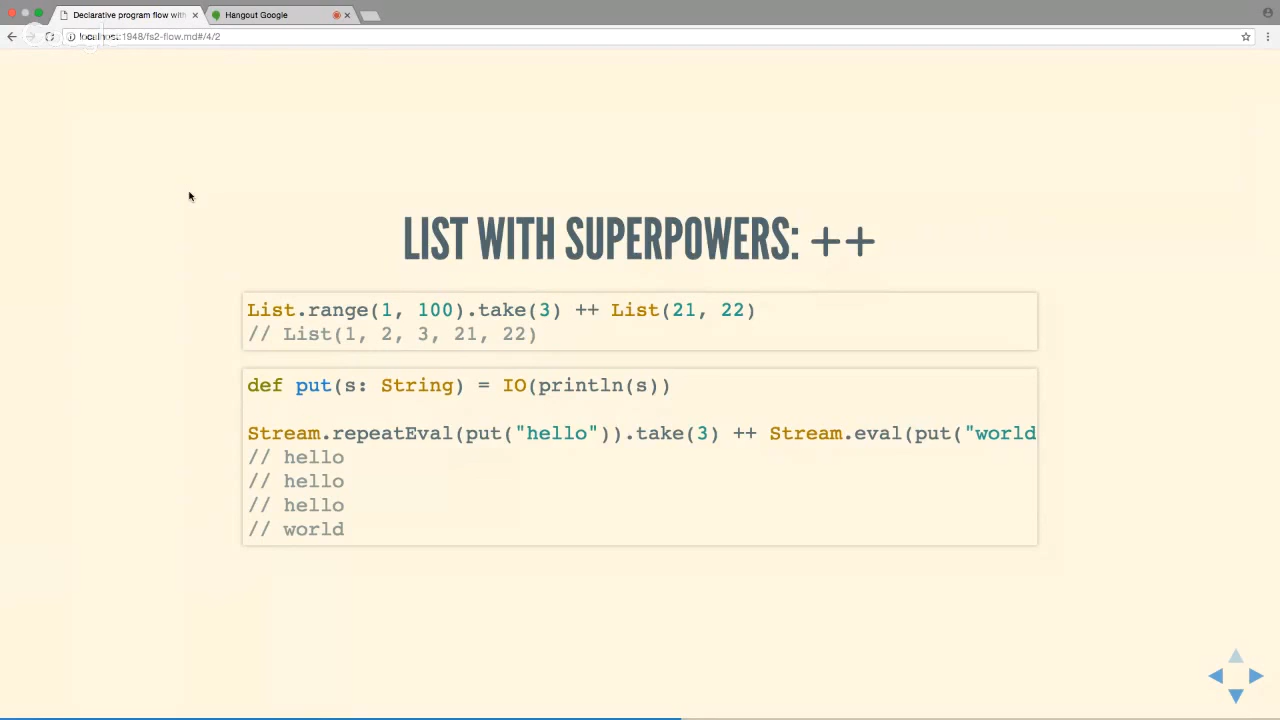 Declarative program flow with
Hangout Google
:1948/fs2-flow.md#/4/2
LIST WITH SUPERPOWERS: ++
List.range(1, 100).take(3) ++ List(21, 22)
// List(1, 2, 3, 21, 22)
def put(s: String) = IO(println(s))
Stream.repeatEval(put("hello")).take(3) ++ Stream.eval(put("world
// hello
// hello
// hello
// world